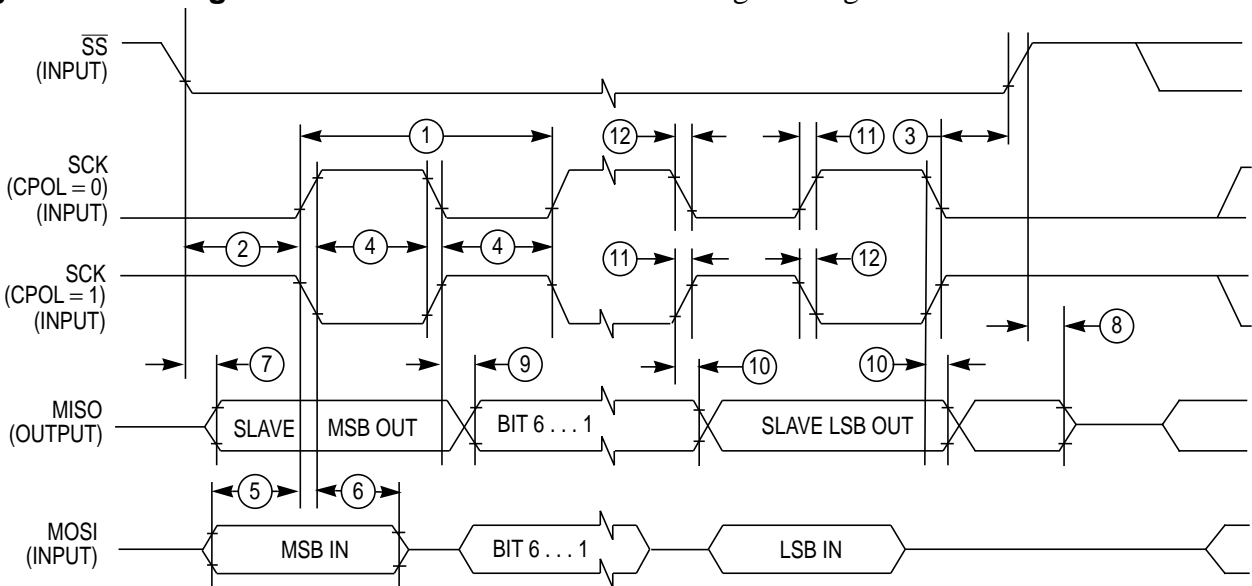 SS
(INPUT)
1
12
11
3
SCK
(CPOL = 0)
(INPUT)
2
4
4
11
12
SCK
(CPOL = 1)
(INPUT)
8
7
9
10
10
MISO
(OUTPUT)
SLAVE MSB OUT
BIT 6 . . . 1
SLAVE LSB OUT
5
6
MOSI
(INPUT)
MSB IN
BIT 6 . . . 1
LSB IN